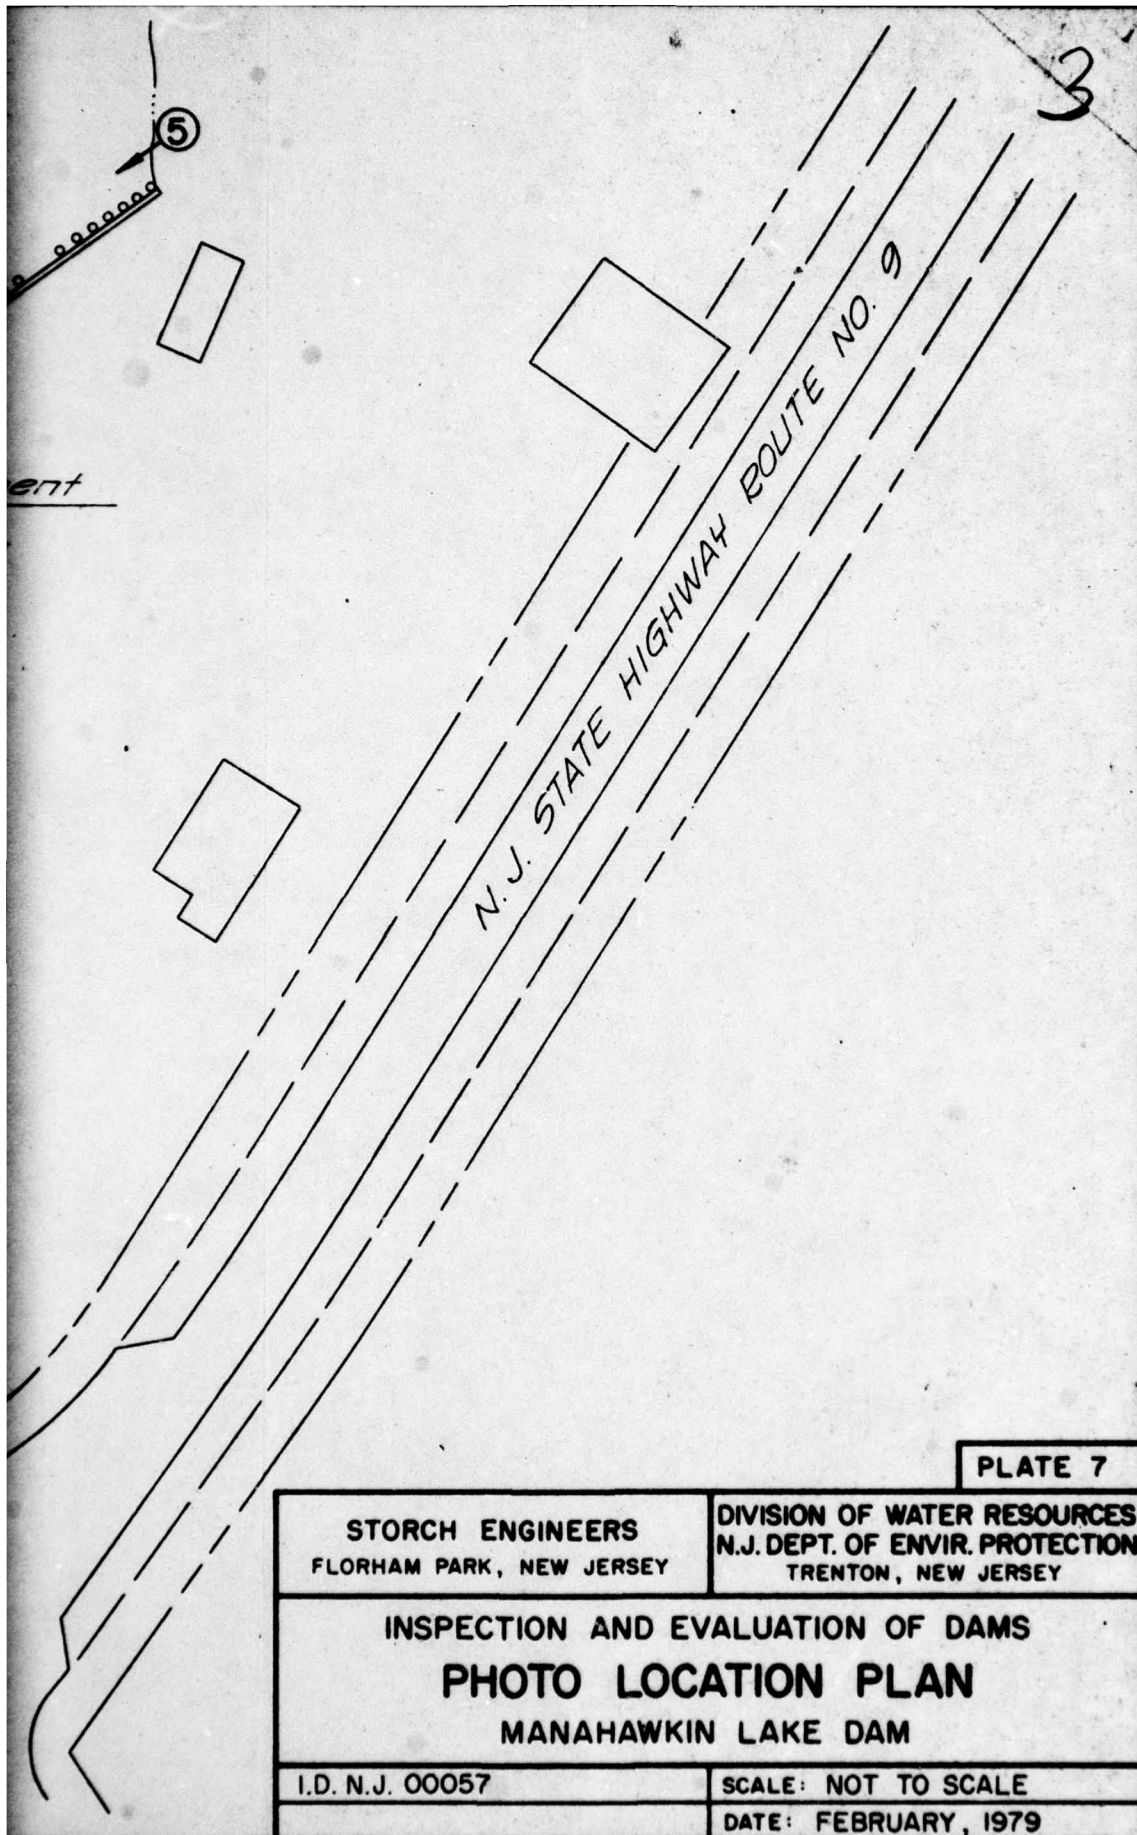 3
5
N.J. STATE HIGHWAY ROUTE NO. 9
ent
PLATE 7
STORCH ENGINEERS
FLORHAM PARK, NEW JERSEY
DIVISION OF WATER RESOURCES
N.J. DEPT. OF ENVIR. PROTECTION
TRENTON, NEW JERSEY
INSPECTION AND EVALUATION OF DAMS
PHOTO LOCATION PLAN
MANAHAWKIN LAKE DAM
I.D. N.J. 00057
SCALE: NOT TO SCALE
DATE: FEBRUARY, 1979